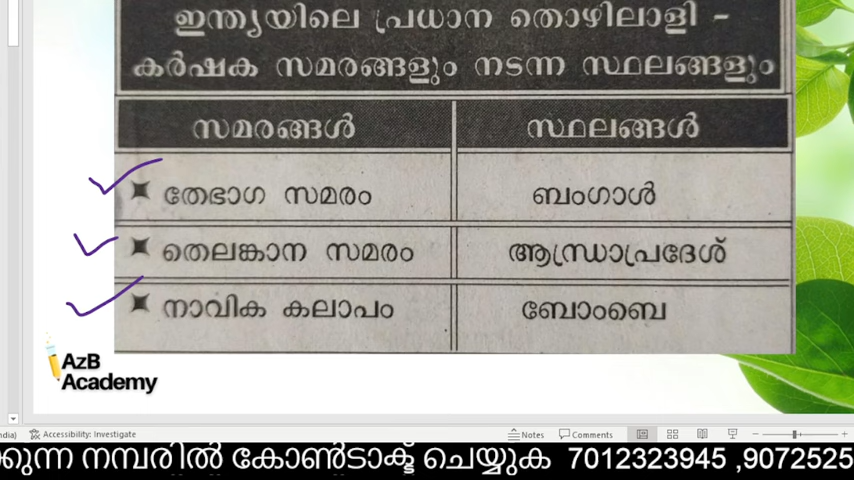 ഇന്ത്യയിലെ പ്രധാന തൊഴിലാളി -
കർഷക സമരങ്ങളും നടന്ന സ്ഥലങ്ങളും
സമരങ്ങൾ സ്ഥലങ്ങൾ
തേഭാഗ സമരം ബംഗാൾ
തെലങ്കാന സമരം ആന്ധ്രാപ്രദേശ്
നാവിക കലാപം ബോംബെ
AzB
Academy
Accessibility: Investigate Notes Comments
ക്കുന്ന നമ്പരിൽ കോൺടാക്ട് ചെയ്യുക 7012323945 ,9072525